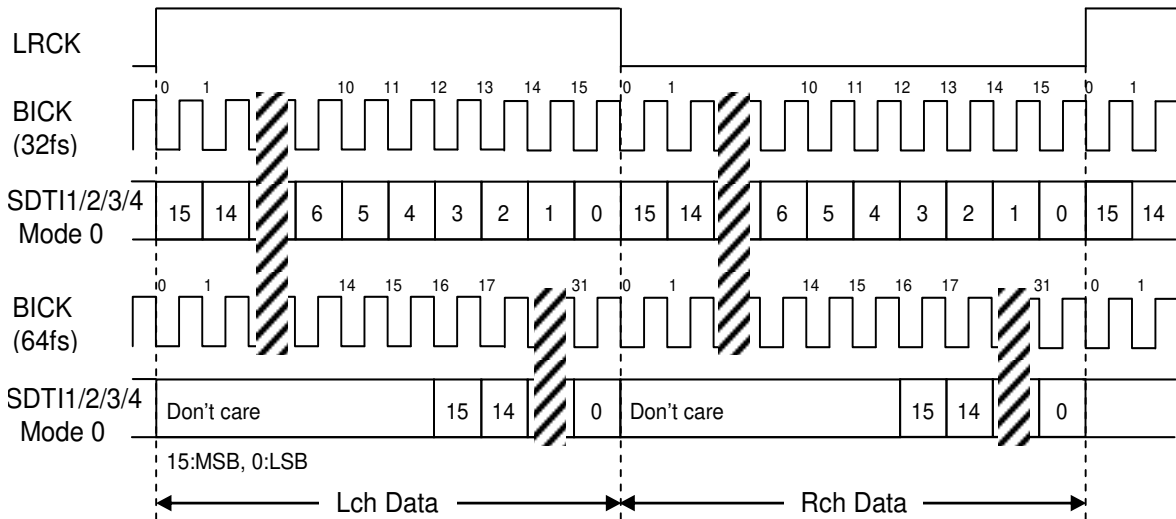 LRCK
0 1 10 11 12 13 14 15 0 1 10 11 12 13 14 15 0 1
BICK
(32fs)
SDTI1/2/3/4
Mode 0
15 14 6 5 4 3 2 1 0 15 14 6 5 4 3 2 1 0 15 14
0 1 14 15 16 17 31 0 1 14 15 16 17 31 0 1
BICK
(64fs)
SDTI1/2/3/4
Mode 0
Don't care 15 14 0 Don't care 15 14 0
15:MSB, 0:LSB
Lch Data Rch Data